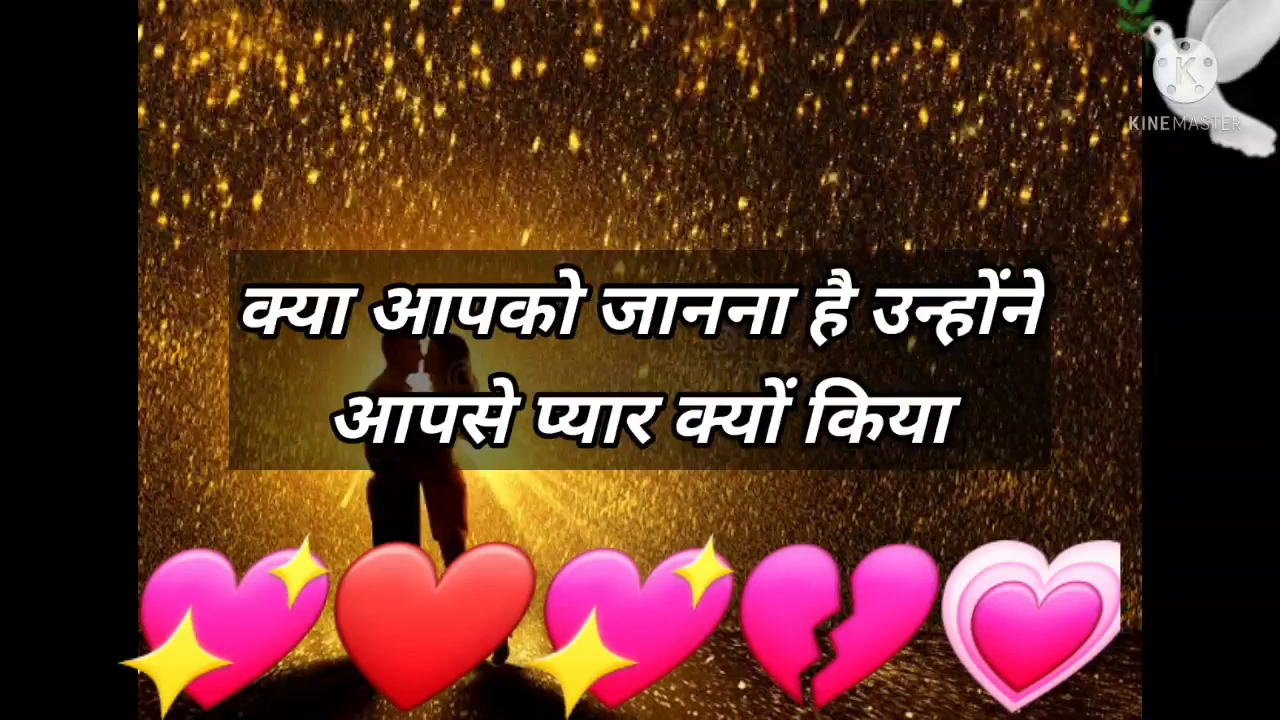 KINEMASTER
क्या आपको जानना है उन्होंने
आपसे प्यार क्यों किया